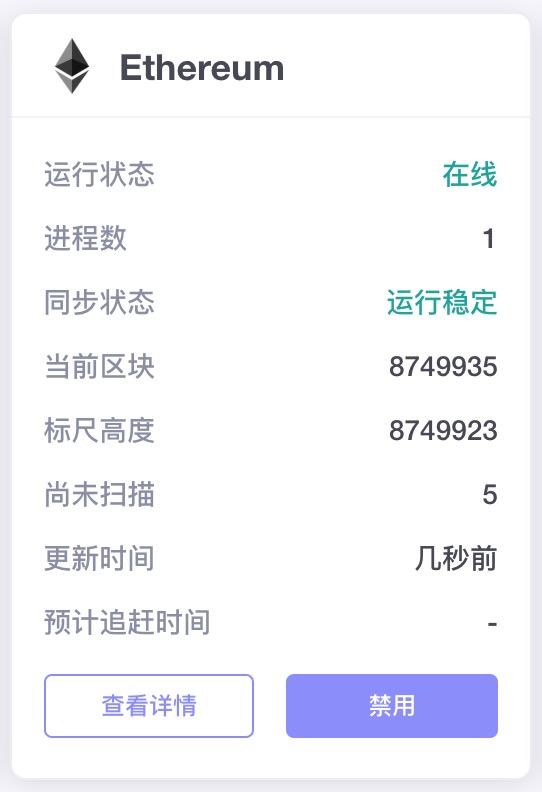 Ethereum
运行状态 在线
进程数 1
同步状态 运行稳定
当前区块 8749935
标尺高度 8749923
尚未扫描 5
更新时间 几秒前
预计追赶时间 -
查看详情 禁用